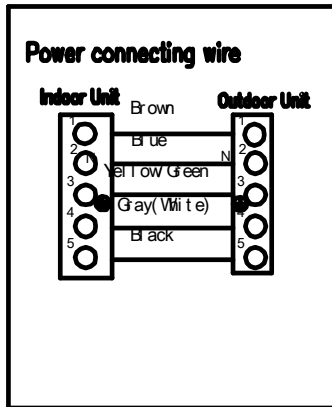 Power connecting wire
Indoor Unit
Outdoor Unit
Brown
1
1
Blue
2
N
N
2
Yellow Green
3
3
Gray(White)
4
4
Black
5
5